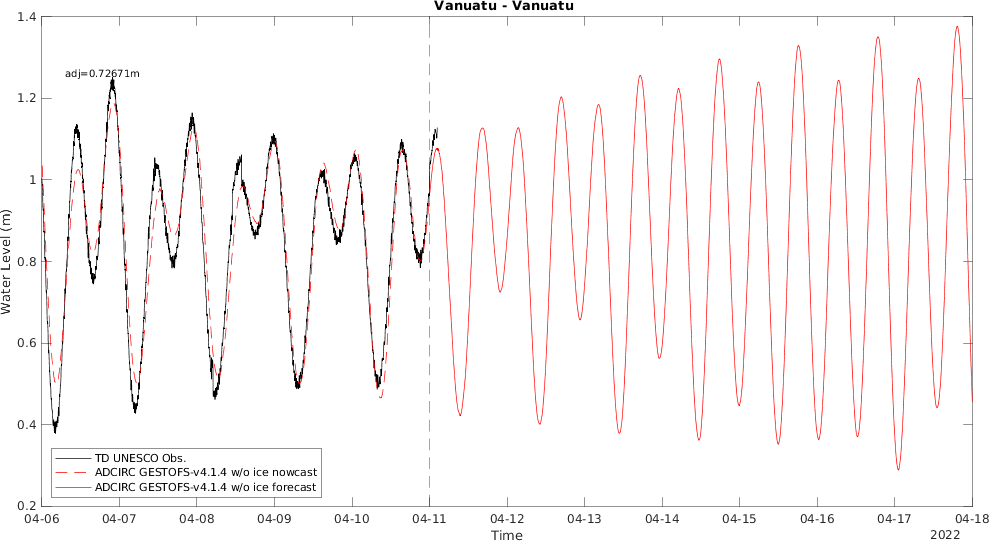 Vanuatu - Vanuatu
adj=0.72671m
Water Level (m)
1.4
1.2
1
0.8
0.6
0.4
0.2
TD UNESCO Obs.
ADCIRC GESTOFS-v4.1.4 w/o ice nowcast
ADCIRC GESTOFS-v4.1.4 w/o ice forecast
04-06 04-07 04-08 04-09 04-10 04-11 04-12 04-13 04-14 04-15 04-16 04-17 04-18
Time
2022